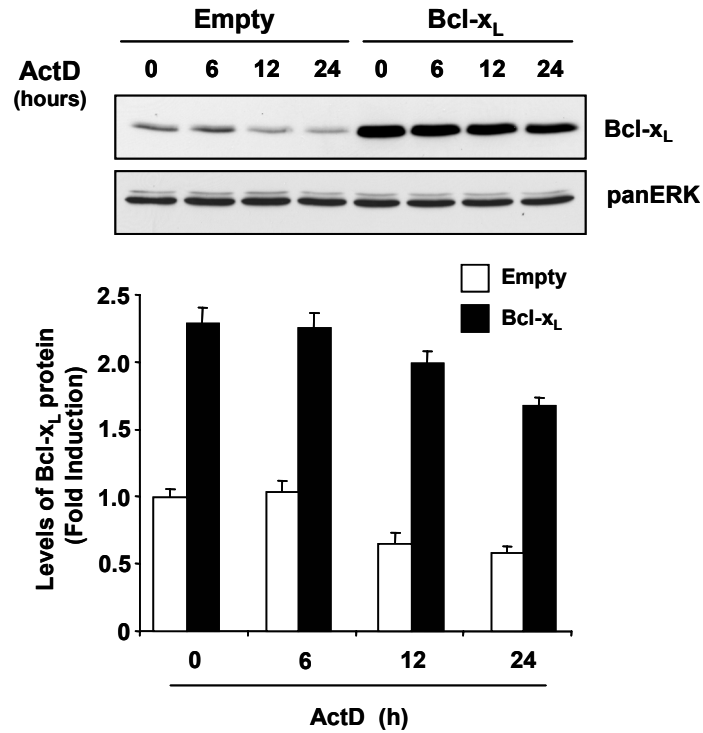 Empty Bcl-xL
ActD 0 6 12 24 0 6 12 24
(hours)
Bcl-xL
panERK
Empty
Bcl-xL
Levels of Bcl-xL protein
(Fold Induction)
2.5
2.0
1.5
1.0
0.5
0
0 6 12 24
ActD (h)